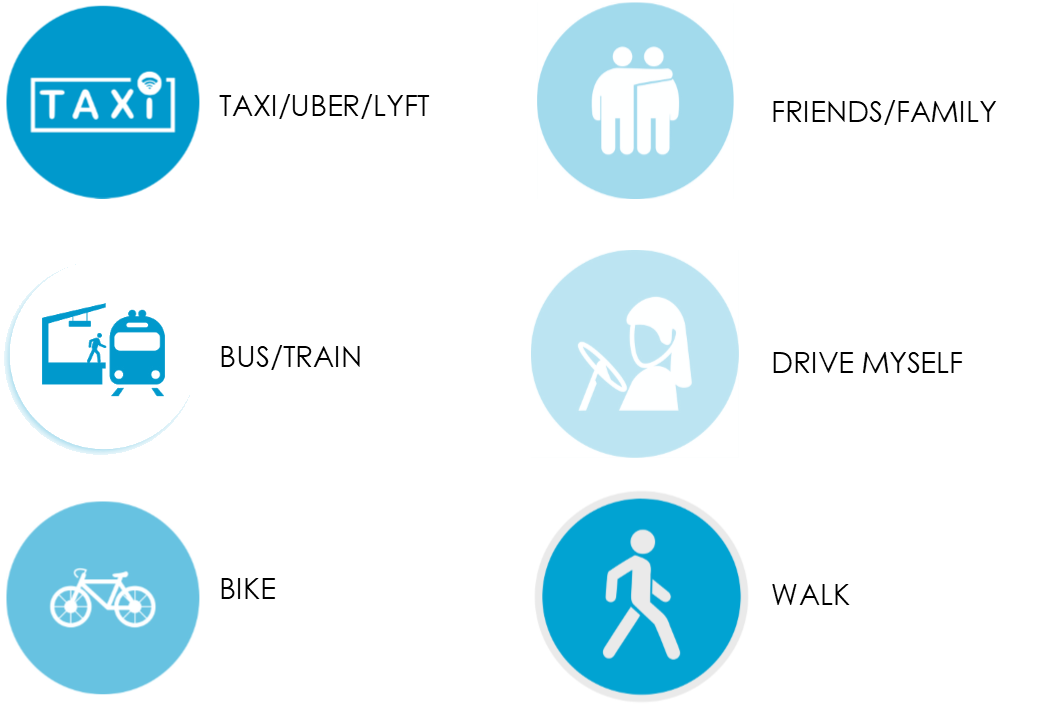 TAXi
TAXI/UBER/LYFT
FRIENDS/FAMILY
BUS/TRAIN
DRIVE MYSELF
BIKE
WALK